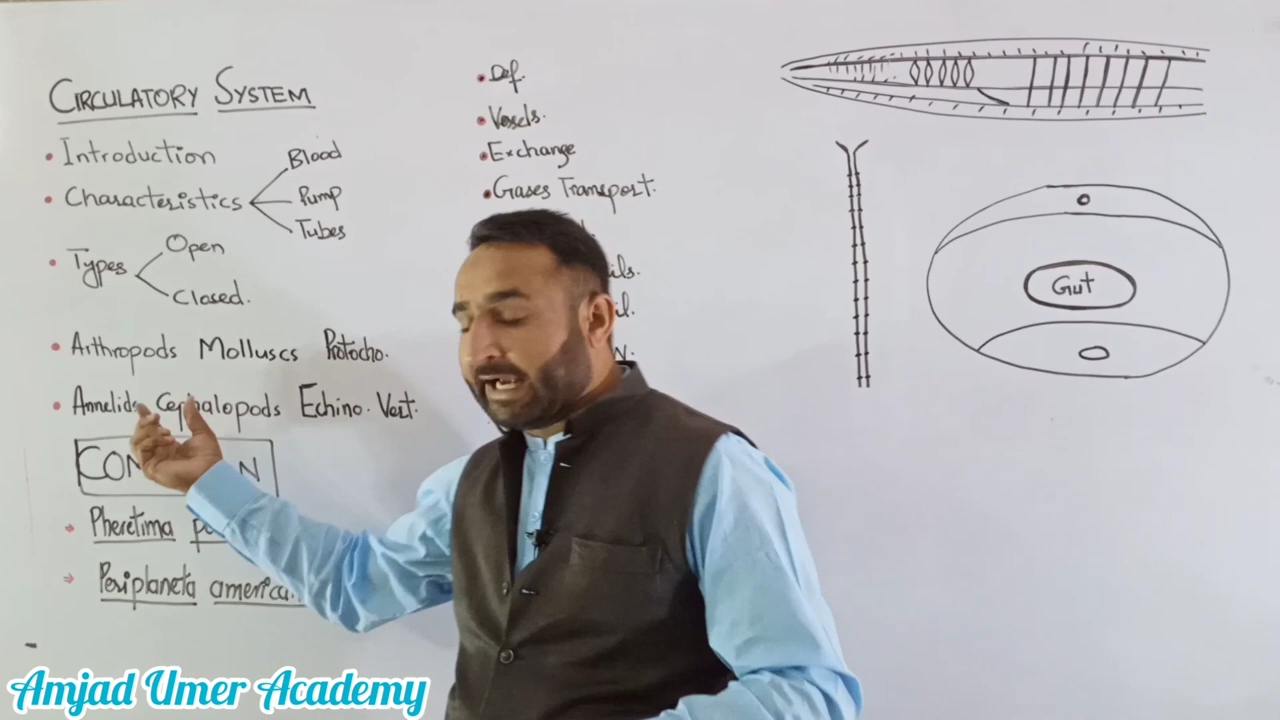 CIRCULATORY SYSTEM
• Introduction
• Characteristics
Blood
Pump
Tubes
• Types
Open
Closed.
• Arthropods Molluscs Protocho.
• Annelids Cephalopods Echino. Vert.
Pheretima
Periplaneta
• Def.
• Vessels.
• Exchange
• Gases Transport.
Gut
Amjad Umer Academy